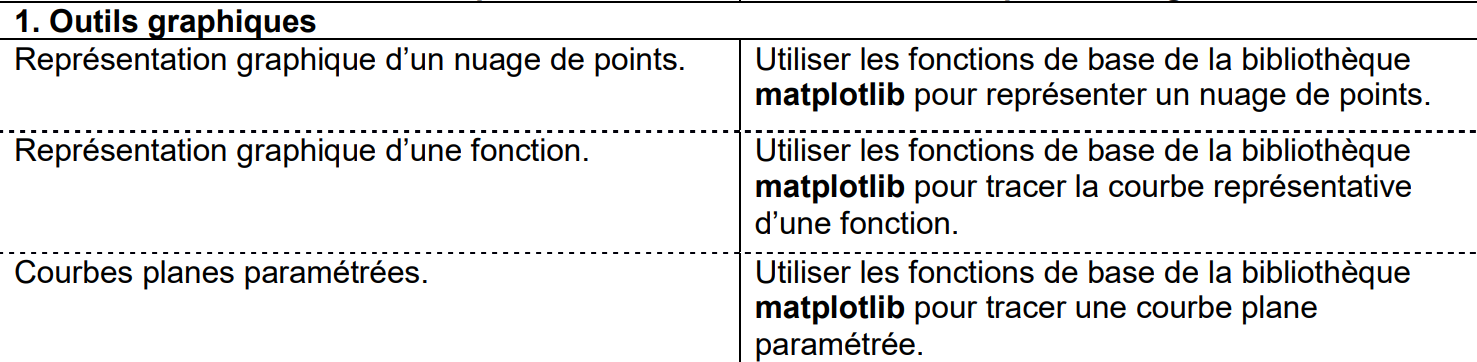 1. Outils graphiques
Représentation graphique d’un nuage de points.
Utiliser les fonctions de base de la bibliothèque
matplotlib pour représenter un nuage de points.
Représentation graphique d’une fonction.
Utiliser les fonctions de base de la bibliothèque
matplotlib pour tracer la courbe représentative
d’une fonction.
Courbes planes paramétrées.
Utiliser les fonctions de base de la bibliothèque
matplotlib pour tracer une courbe plane
paramétrée.